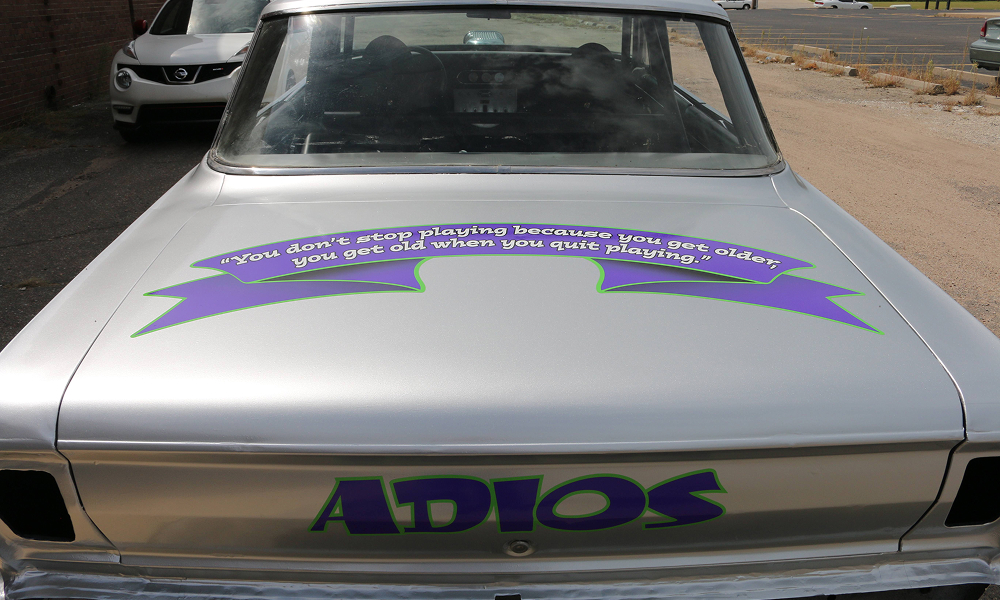 “You don't stop playing because you get older,
you get old when you quit playing.”
ADIOS